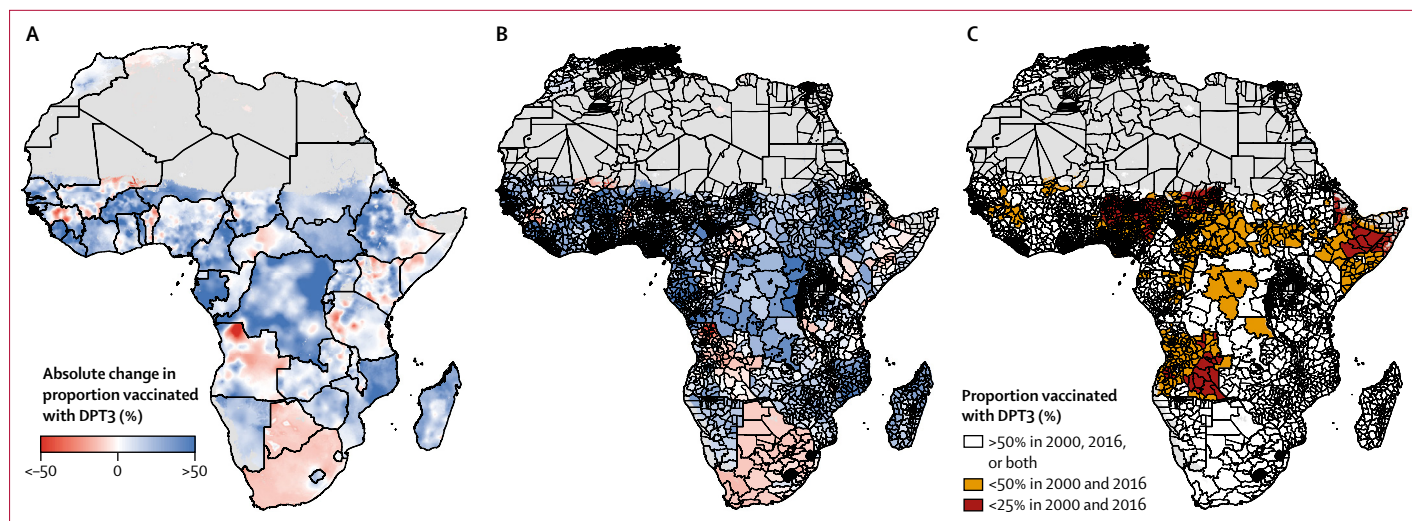 A
B
C
Absolute change in
proportion vaccinated
with DPT3 (%)
<–50
0
>50
Proportion vaccinated
with DPT3 (%)
>50% in 2000, 2016,
or both
<50% in 2000 and 2016
<25% in 2000 and 2016